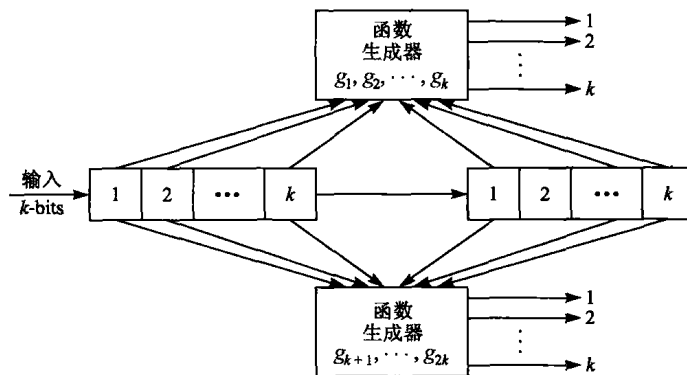 函数
生成器
g₁, g₂, ···, gₖ
1
2
⋮
k
输入
k-bits
1 2 ··· k
1 2 ··· k
函数
生成器
gₖ₊₁, ···, g₂ₖ
1
2
⋮
k